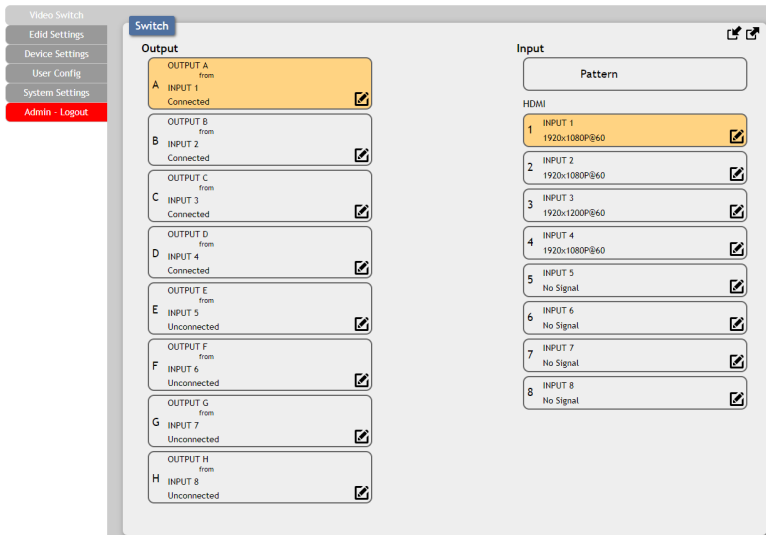 Video Switch
Edid Settings
Device Settings
User Config
System Settings
Admin - Logout
Switch
Output
OUTPUT A
from
A
INPUT 1
Connected
OUTPUT B
from
B
INPUT 2
Connected
OUTPUT C
from
C
INPUT 3
Connected
OUTPUT D
from
D
INPUT 4
Connected
OUTPUT E
from
E
INPUT 5
Unconnected
OUTPUT F
from
F
INPUT 6
Unconnected
OUTPUT G
from
G
INPUT 7
Unconnected
OUTPUT H
from
H
INPUT 8
Unconnected
Input
Pattern
HDMI
1
INPUT 1
1920x1080P@60
2
INPUT 2
1920x1080P@60
3
INPUT 3
1920x1200P@60
4
INPUT 4
1920x1080P@60
5
INPUT 5
No Signal
6
INPUT 6
No Signal
7
INPUT 7
No Signal
8
INPUT 8
No Signal